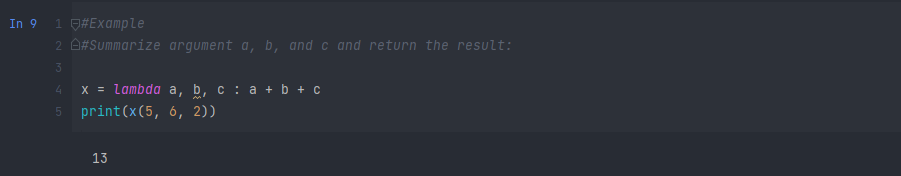 In 9 1 #Example
2 #Summarize argument a, b, and c and return the result:
3
4 x = lambda a, b, c : a + b + c
5 print(x(5, 6, 2))
13